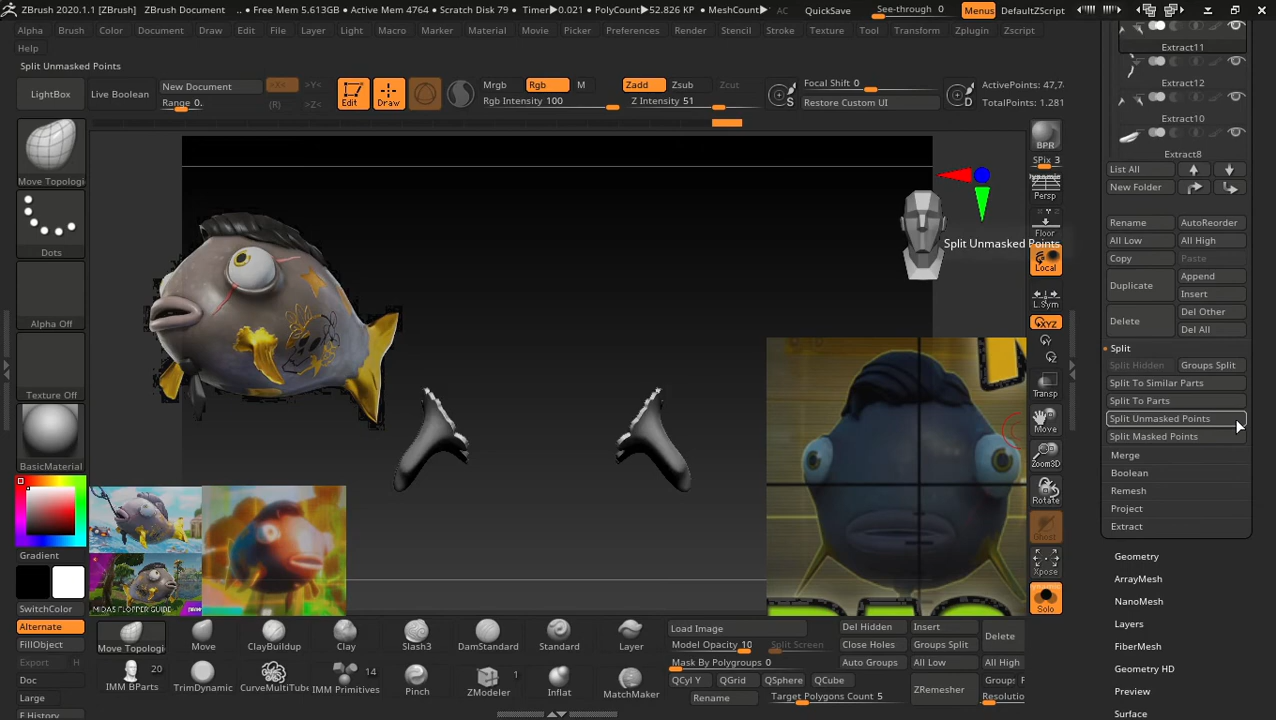 ZBrush 2020.1.1 [Brenda] ZBrush Document .. • Free Mem 5.613GB • Active Mem 4764 • Scratch Disk 79 • Timer▶0.021 • PolyCount▶52.826 KP • MeshCount▶ AC QuickSave See-through 0 Menus DefaultZScript
Alpha Brush Color Document Draw Edit File Layer Light Macro Marker Material Movie Picker Preferences Render Stencil Stroke Texture Tool Transform Zplugin Zscript
Help
Split Unmasked Points
LightBox Live Boolean New Document >X< >Y<
Range 0. (R) >Z<
Edit Draw
Mrgb Rgb M
Rgb Intensity 100
Zadd Zsub Zcut
Z Intensity 51
S Focal Shift 0
Restore Custom UI
D ActivePoints: 47,7
TotalPoints: 1.281
Move Topologi
Dots
Alpha Off
Texture Off
BasicMaterial
Gradient
SwitchColor
Alternate
FillObject
Export H
Doc
Large
E History
MIDAS FLOPPER GUIDE
Split Unmasked Points
BPR
SPix 3
Dynamic
Persp
Floor
Local
L.Sym
XYZ
Transp
Move
Zoom3D
Rotate
Ghost
Xpose
Solo
Extract11
Extract12
Extract10
Extract8
List All
New Folder
Rename AutoReorder
All Low All High
Copy Paste
Duplicate Append
Insert
Delete Del Other
Del All
Split
Split Hidden Groups Split
Split To Similar Parts
Split To Parts
Split Unmasked Points
Split Masked Points
Merge
Boolean
Remesh
Project
Extract
Geometry
ArrayMesh
NanoMesh
Layers
FiberMesh
Geometry HD
Preview
Surface
Move Topologi Move ClayBuildup Clay Slash3 DamStandard Standard Layer
20 14 1
IMM BParts TrimDynamic CurveMultiTube IMM Primitives Pinch ZModeler Inflat MatchMaker
Load Image
Model Opacity 10 Split Screen
Mask By Polygroups 0
QCyl Y QGrid QSphere QCube
Rename Target Polygons Count 5
Del Hidden Insert
Close Holes Groups Split Delete
Auto Groups All Low All High
ZRemesher Groups
Resolutio